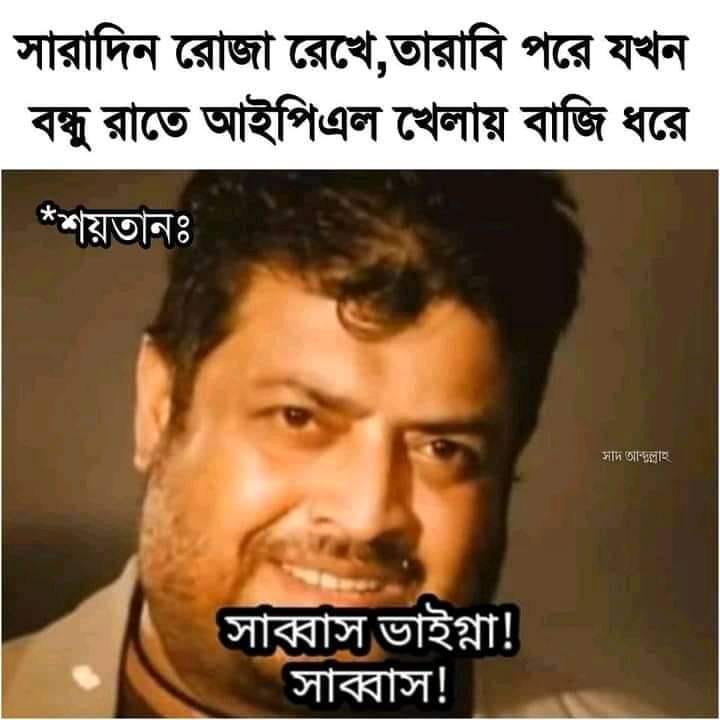 সারাদিন রোজা রেখে,তারাবি পরে যখন
বন্ধু রাতে আইপিএল খেলায় বাজি ধরে
*শয়তানঃ
সাদ আব্দুল্লাহ
সাব্বাস ভাইগ্না!
সাব্বাস!